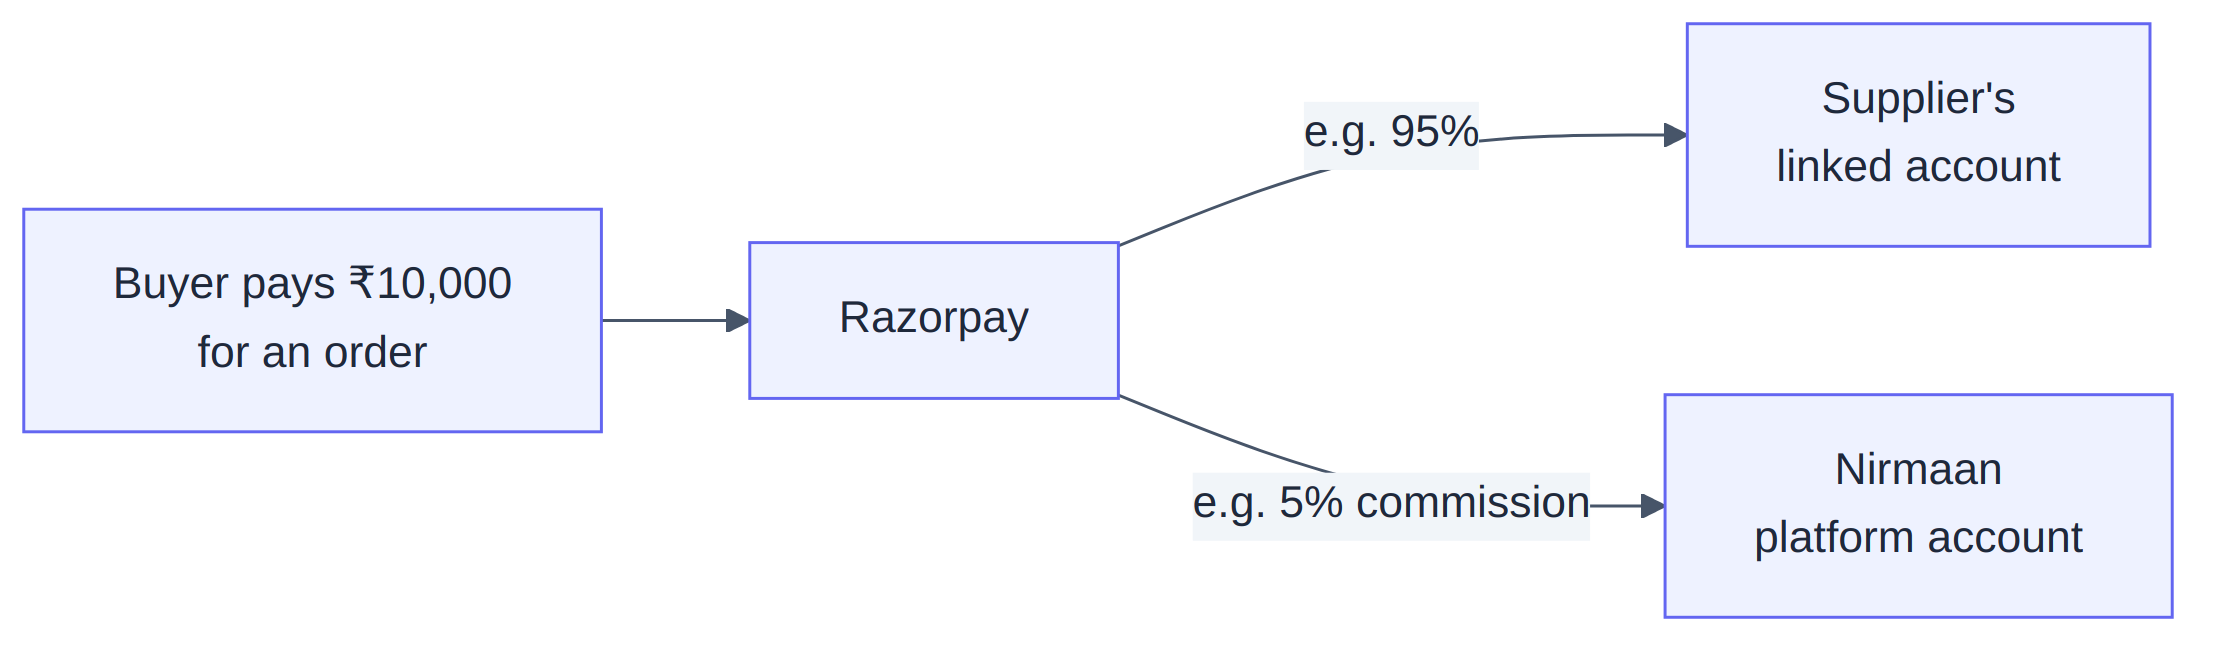 Buyer pays ₹10,000
for an order
Razorpay
e.g. 95%
Supplier's
linked account
e.g. 5% commission
Nirmaan
platform account